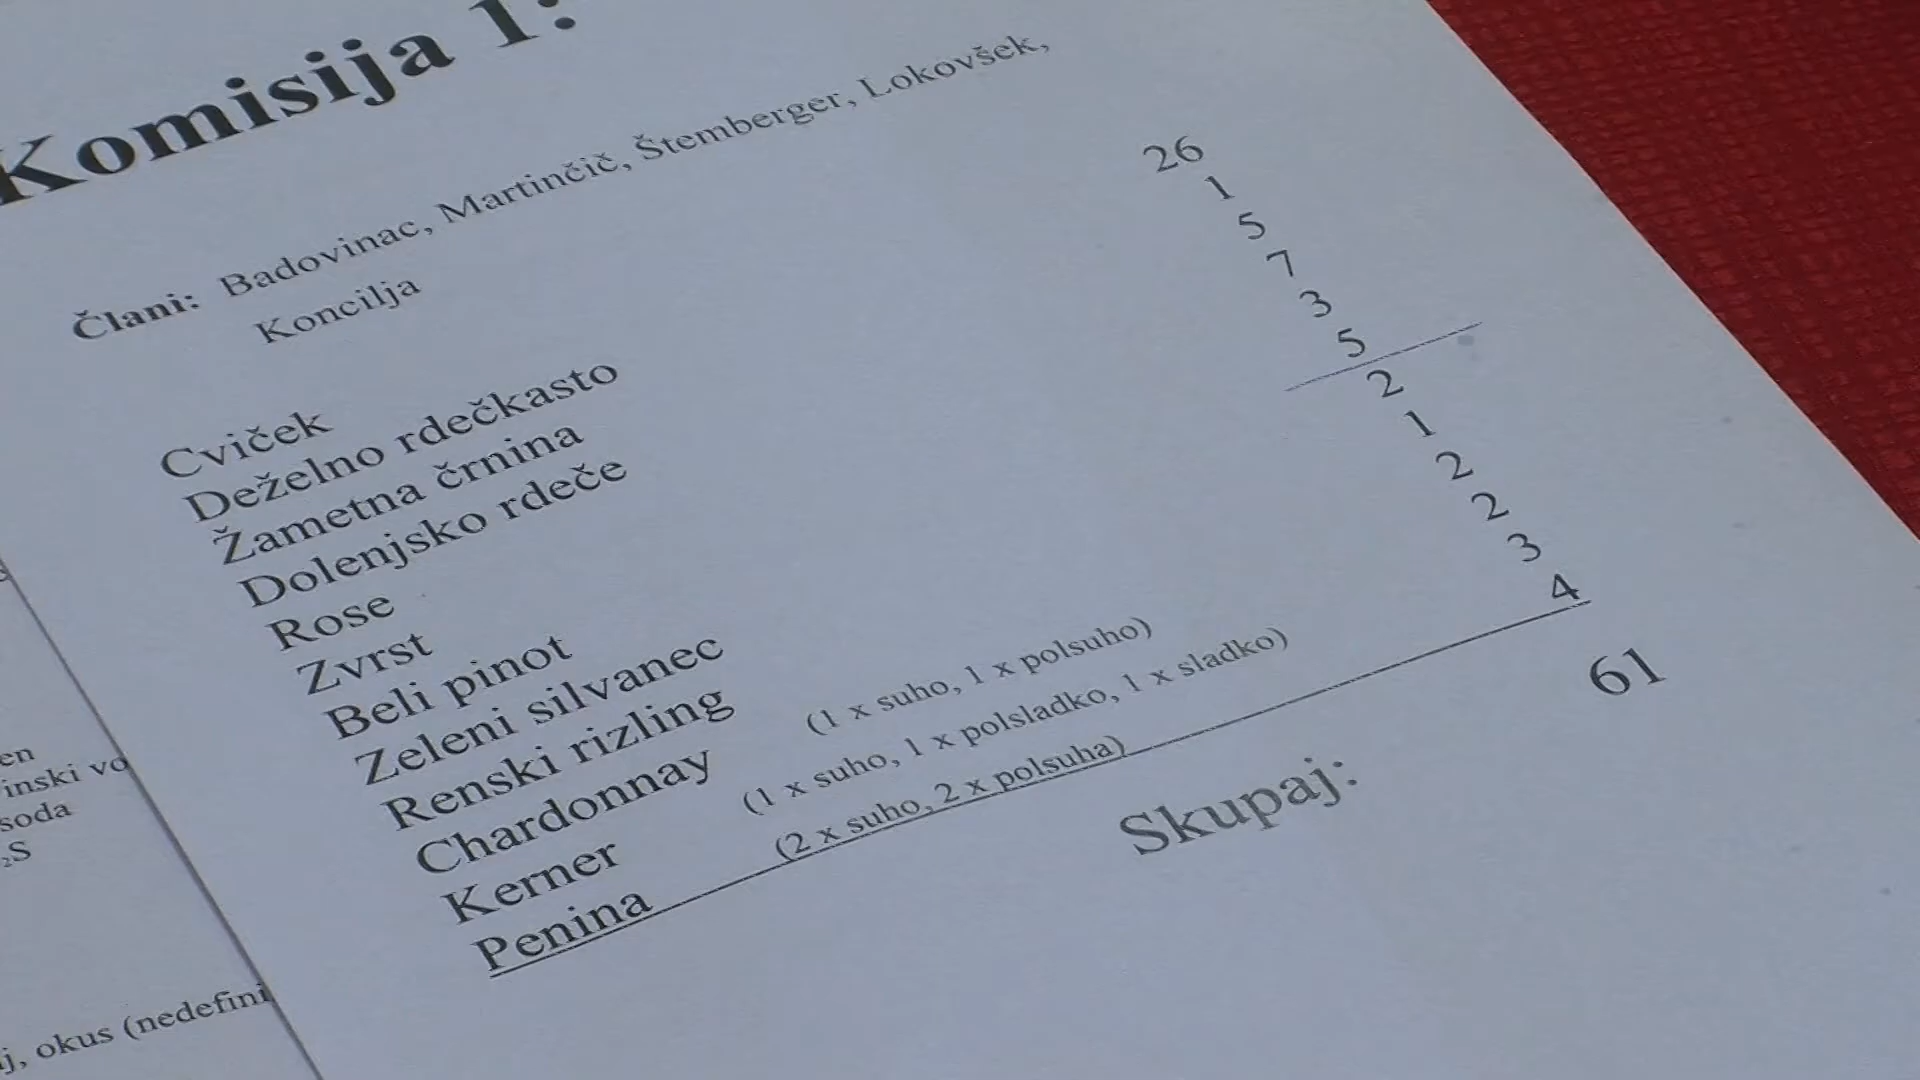 Komisija 1:
Člani: Badovinac, Martinčič, Štemberger, Lokovšek,
Koncilja
Cviček 26
Deželno rdečkasto 1
Žametna črnina 5
Dolenjsko rdeče 7
Rose 3
Zvrst 5
Beli pinot 2
Zeleni silvanec 1
Renski rizling 2
Chardonnay (1 x suho, 1 x polsuho) 2
Kerner (1 x suho, 1 x polsladko, 1 x sladko) 3
Penina (2 x suho, 2 x polsuha) 4
Skupaj: 61
en
inski vo
soda
₂S
j, okus (nedefini